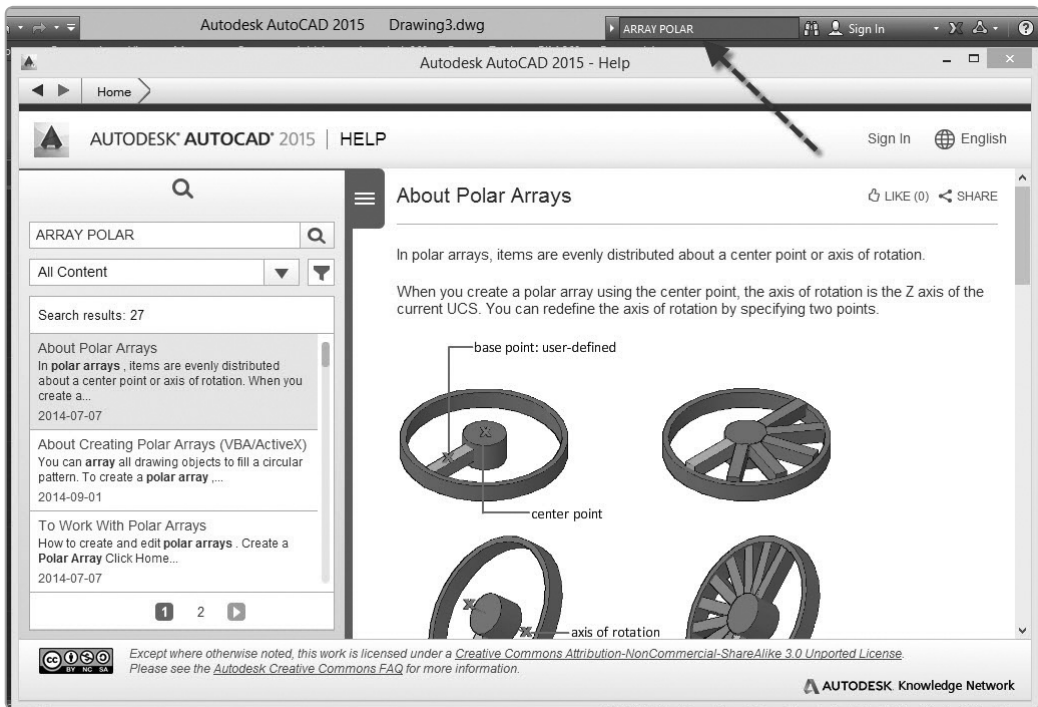 Autodesk AutoCAD 2015 Drawing3.dwg
ARRAY POLAR
Sign In
Autodesk AutoCAD 2015 - Help
Home
AUTODESK® AUTOCAD® 2015 | HELP
Sign In
English
ARRAY POLAR
All Content
Search results: 27
About Polar Arrays
In polar arrays , items are evenly distributed
about a center point or axis of rotation. When you
create a...
2014-07-07
About Creating Polar Arrays (VBA/ActiveX)
You can array all drawing objects to fill a circular
pattern. To create a polar array ,...
2014-09-01
To Work With Polar Arrays
How to create and edit polar arrays . Create a
Polar Array Click Home...
2014-07-07
1 2
About Polar Arrays
LIKE (0) SHARE
In polar arrays, items are evenly distributed about a center point or axis of rotation.
When you create a polar array using the center point, the axis of rotation is the Z axis of the
current UCS. You can redefine the axis of rotation by specifying two points.
base point: user-defined
center point
axis of rotation
cc BY NC SA
Except where otherwise noted, this work is licensed under a Creative Commons Attribution-NonCommercial-ShareAlike 3.0 Unported License.
Please see the Autodesk Creative Commons FAQ for more information.
AUTODESK. Knowledge Network